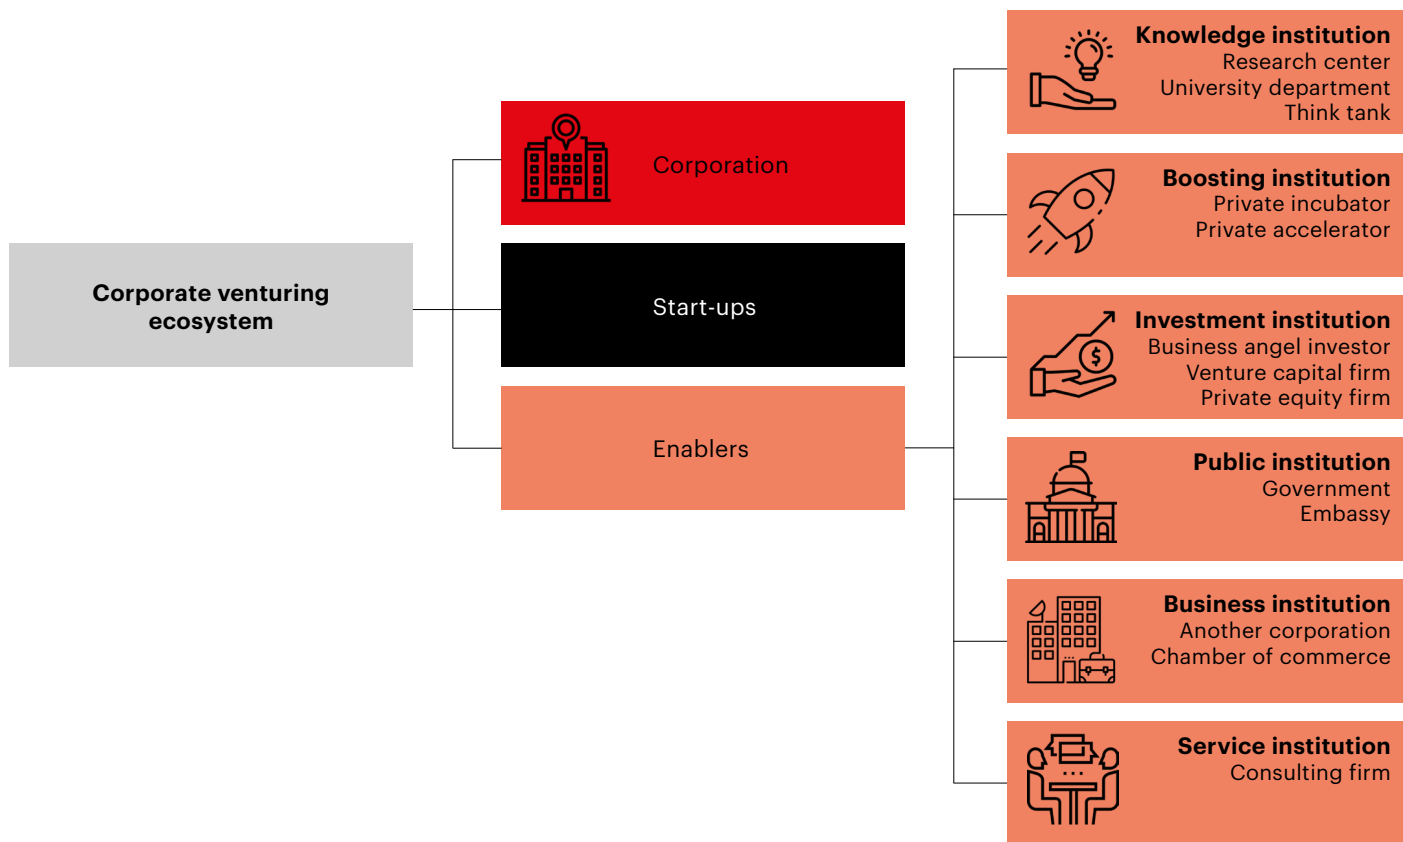 Corporate venturing
ecosystem
Corporation
Start-ups
Enablers
Knowledge institution
Research center
University department
Think tank
Boosting institution
Private incubator
Private accelerator
Investment institution
Business angel investor
Venture capital firm
Private equity firm
Public institution
Government
Embassy
Business institution
Another corporation
Chamber of commerce
Service institution
Consulting firm